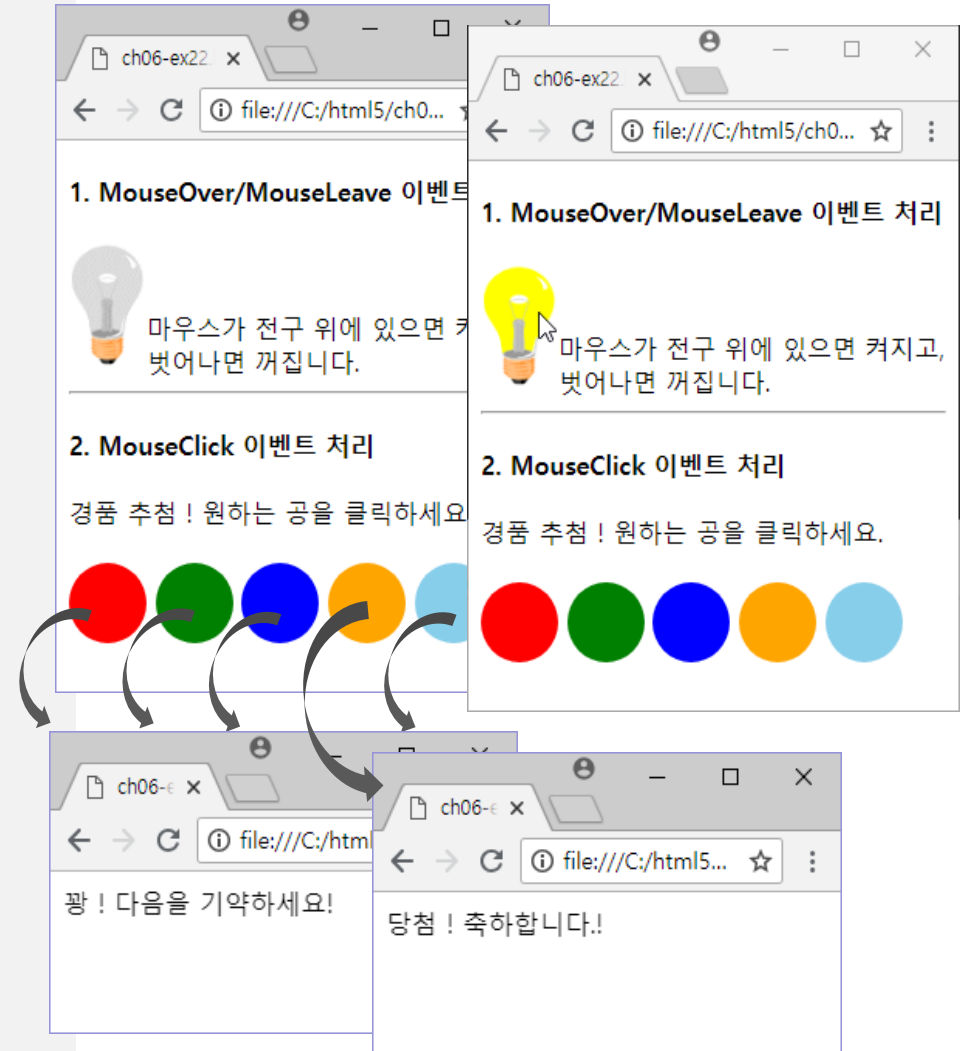 ch06-ex22.
file:///C:/html5/ch0...
1. MouseOver/MouseLeave 이벤트
마우스가 전구 위에 있으면
벗어나면 꺼집니다.
2. MouseClick 이벤트 처리
경품 추첨 ! 원하는 공을 클릭하세요
ch06-ex22.
file:///C:/html5/ch0...
1. MouseOver/MouseLeave 이벤트 처리
마우스가 전구 위에 있으면 켜지고,
벗어나면 꺼집니다.
2. MouseClick 이벤트 처리
경품 추첨 ! 원하는 공을 클릭하세요.
ch06-e
file:///C:/html
꽝 ! 다음을 기약하세요!
ch06-e
file:///C:/html5...
당첨 ! 축하합니다.!